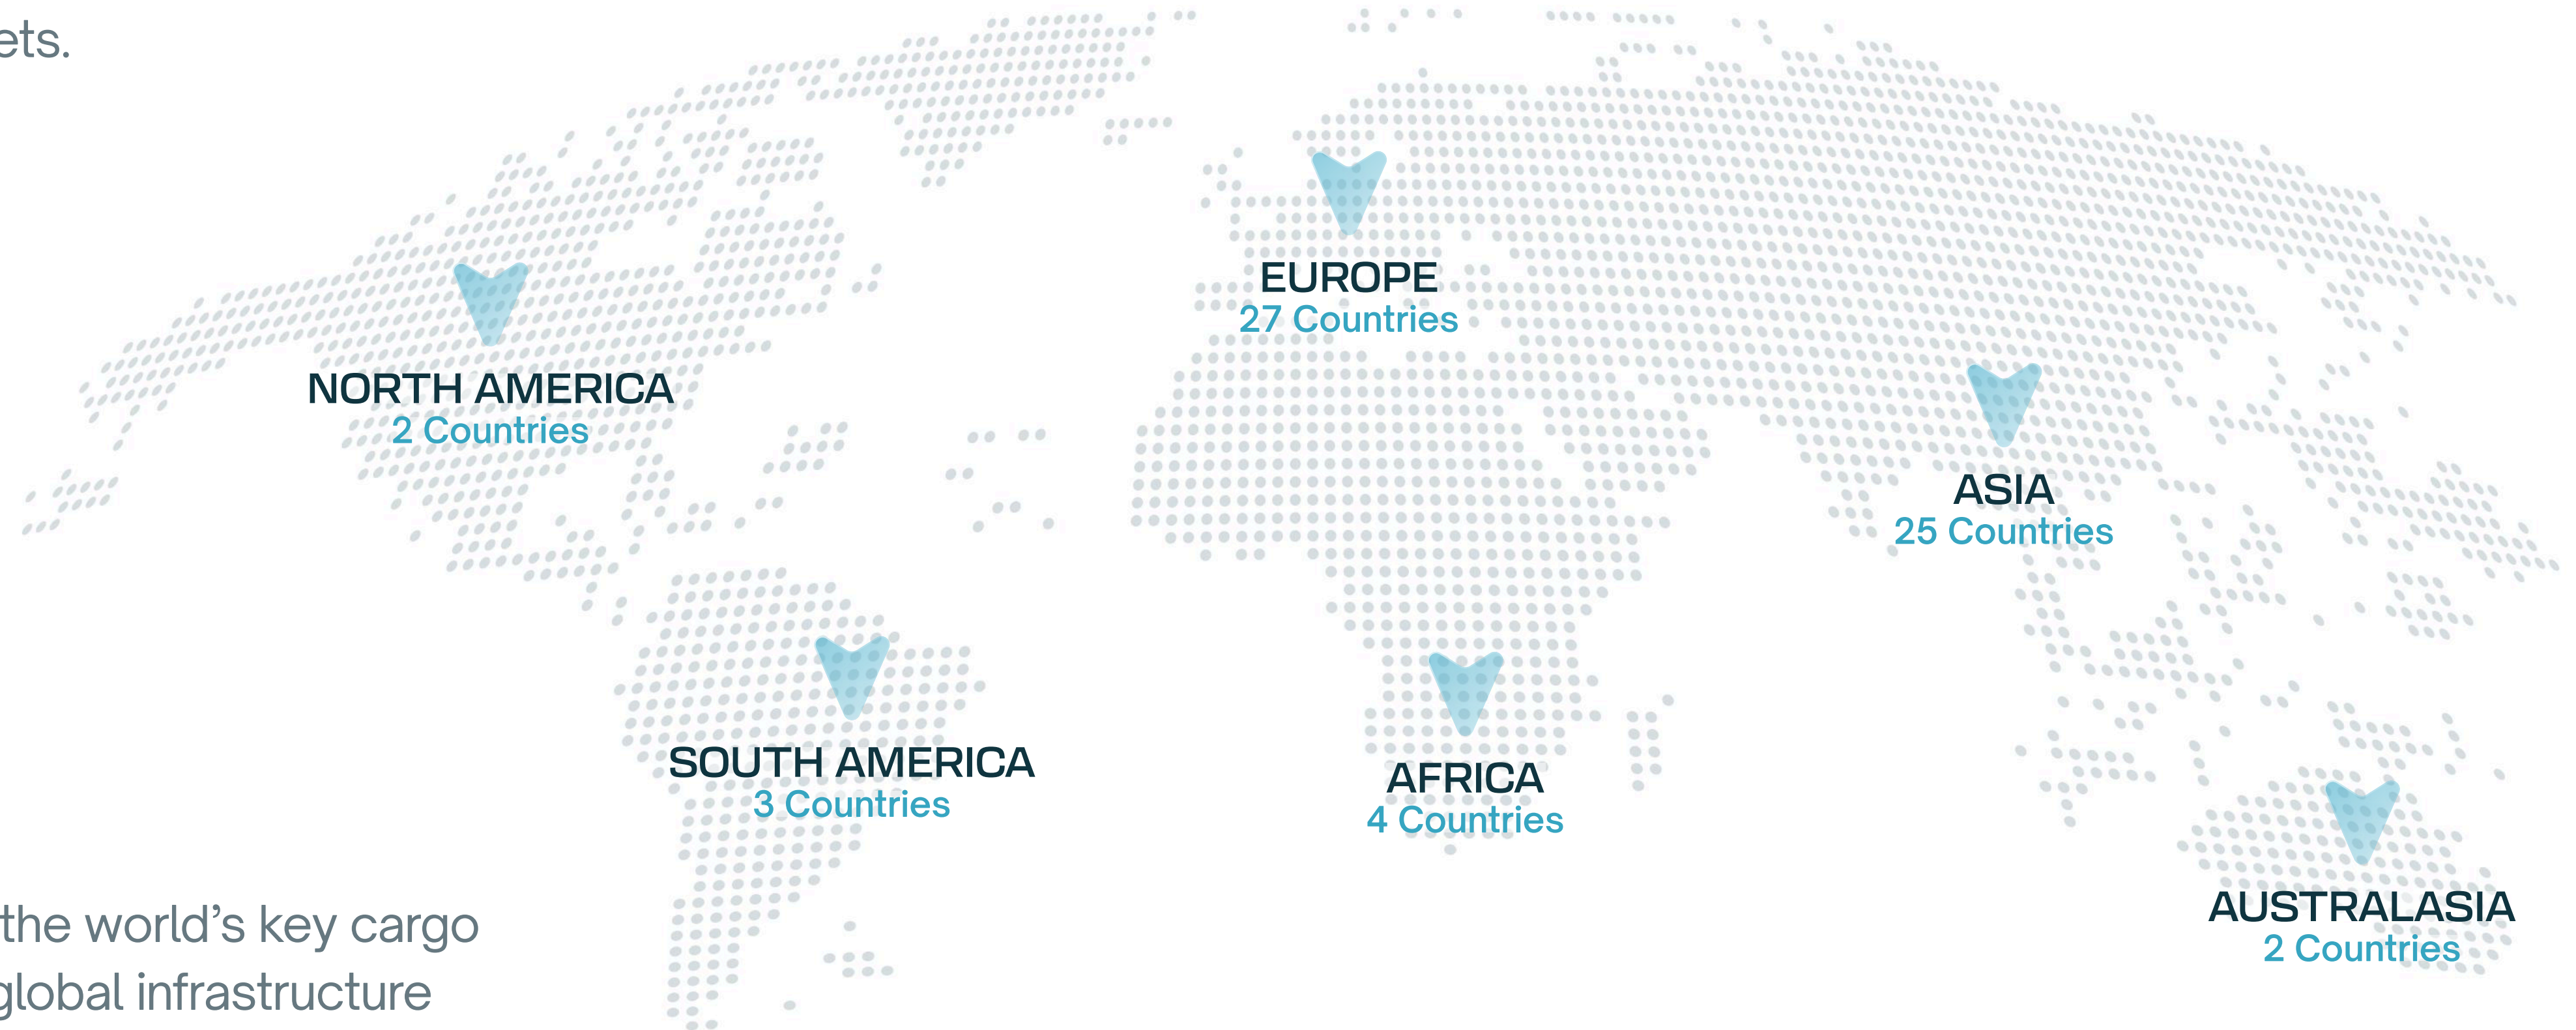 ets.
EUROPE
27 Countries
NORTH AMERICA
2 Countries
ASIA
25 Countries
SOUTH AMERICA
3 Countries
AFRICA
4 Countries
AUSTRALASIA
2 Countries
the world’s key cargo
global infrastructure